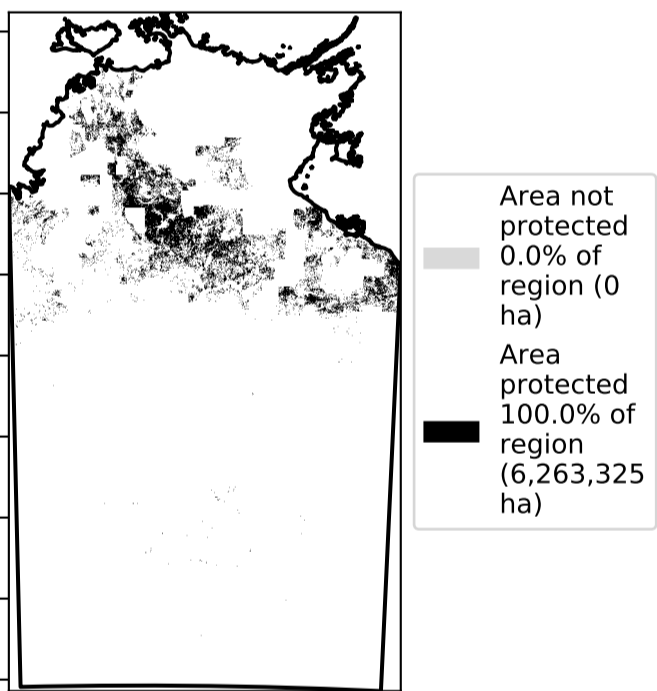 Area not
protected
0.0% of
region (0
ha)
Area
protected
100.0% of
region
(6,263,325
ha)